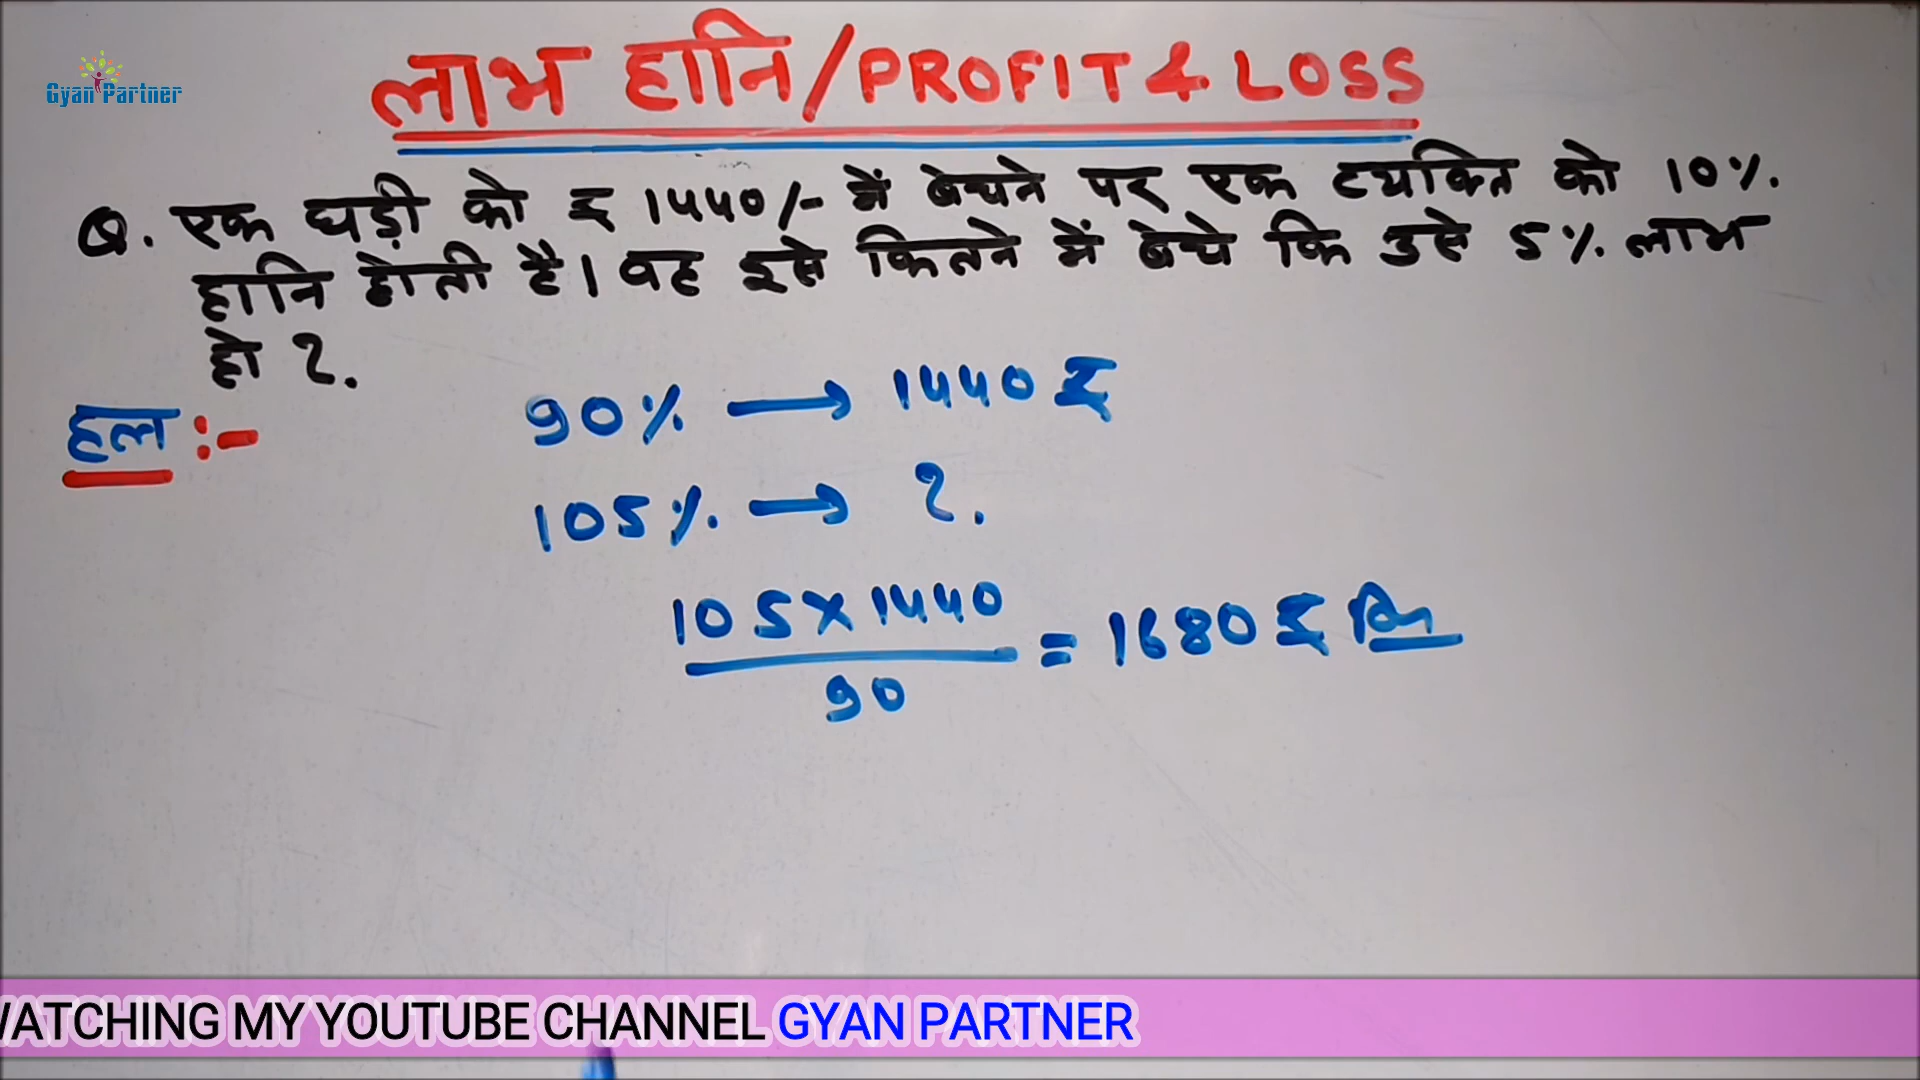 Gyan Partner
लाभ हानि/PROFIT & LOSS
Q. एक घड़ी को ₹ 1440/- में बेचने पर एक व्यक्ति को 10%.
हानि होती है। वह इसे कितने में बेचे कि उसे 5%. लाभ
हो ?.
हल :-
90% → 1440 ₹
105% → ?.
105 × 1440
90
= 1680 ₹
WATCHING MY YOUTUBE CHANNEL GYAN PARTNER